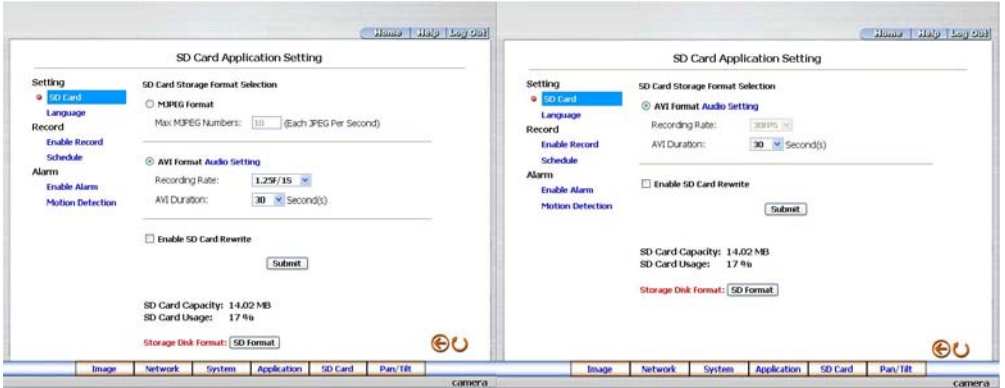 Home | Help | Log Out
SD Card Application Setting
Setting
SD Card
Language
Record
Enable Record
Schedule
Alarm
Enable Alarm
Motion Detection
SD Card Storage Format Selection
MJPEG Format
Max MJPEG Numbers: 10 (Each JPEG Per Second)
AVI Format Audio Setting
Recording Rate: 1.25F/1S
AVI Duration: 30 Second(s)
Enable SD Card Rewrite
Submit
SD Card Capacity: 14.02 MB
SD Card Usage: 17 %
Storage Disk Format: SD Format
Image Network System Application SD Card Pan/Tilt
camera
Home | Help | Log Out
SD Card Application Setting
Setting
SD Card
Language
Record
Enable Record
Schedule
Alarm
Enable Alarm
Motion Detection
SD Card Storage Format Selection
AVI Format Audio Setting
Recording Rate: 30FPS
AVI Duration: 30 Second(s)
Enable SD Card Rewrite
Submit
SD Card Capacity: 14.02 MB
SD Card Usage: 17 %
Storage Disk Format: SD Format
Image Network System Application SD Card Pan/Tilt
camera